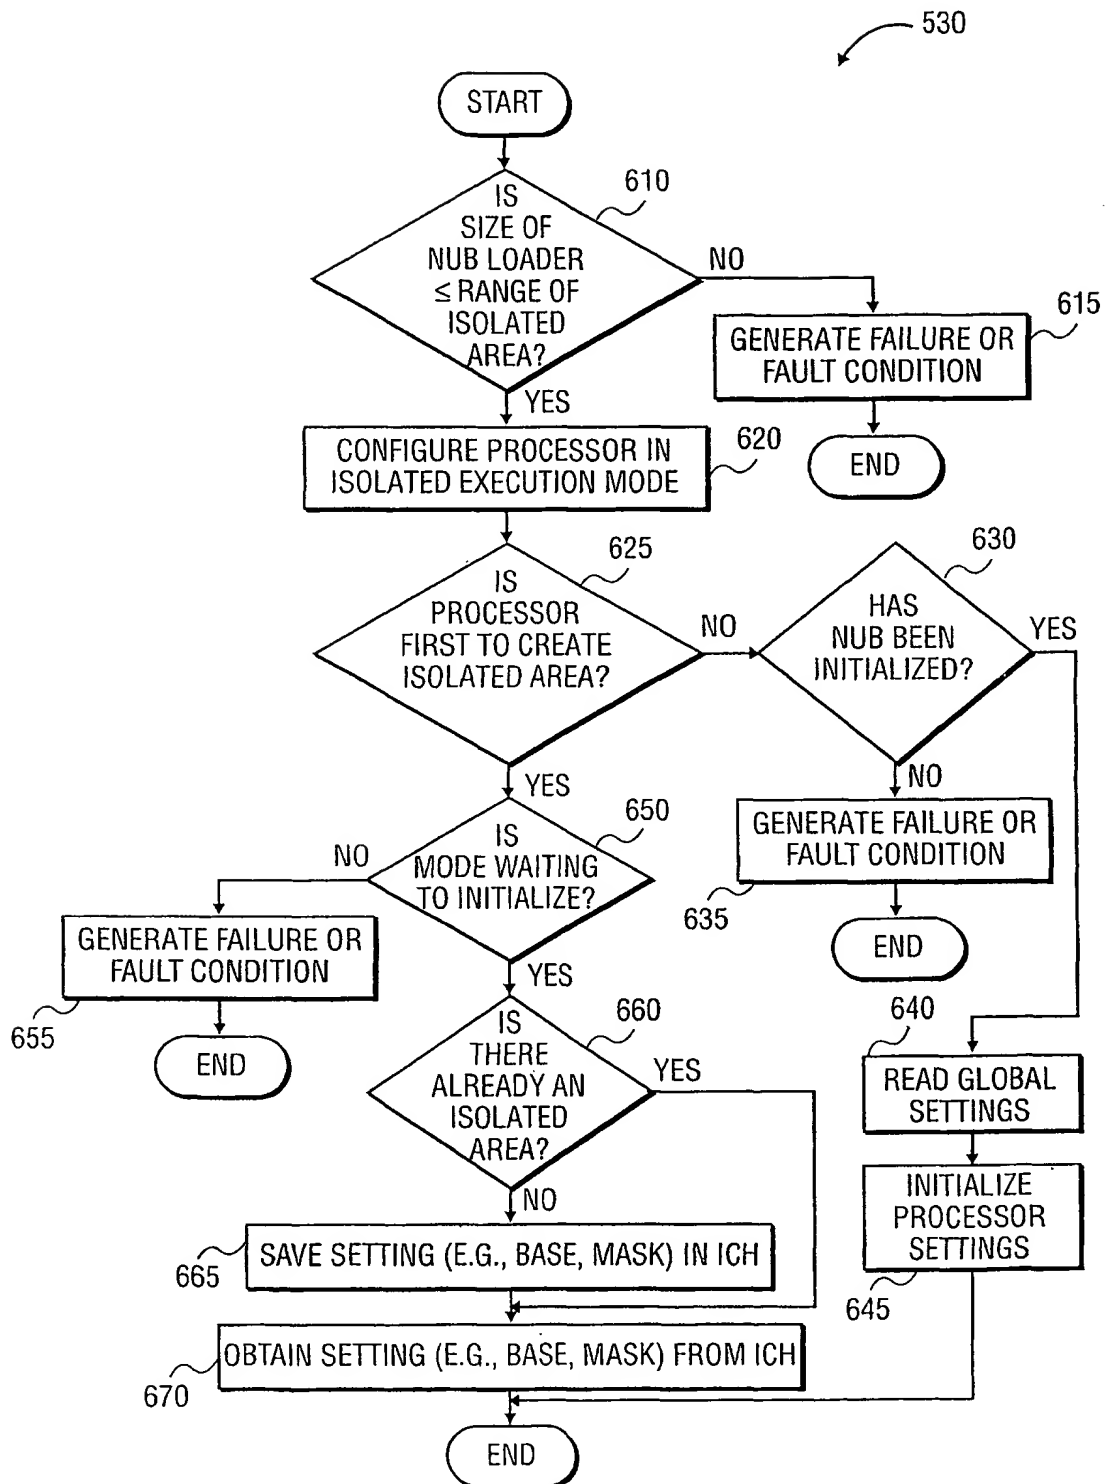 530
START
610
IS
SIZE OF
NUB LOADER
≤ RANGE OF
ISOLATED
AREA?
NO
615
GENERATE FAILURE OR
FAULT CONDITION
END
YES
CONFIGURE PROCESSOR IN
ISOLATED EXECUTION MODE
620
625
IS
PROCESSOR
FIRST TO CREATE
ISOLATED AREA?
NO
630
HAS
NUB BEEN
INITIALIZED?
YES
NO
GENERATE FAILURE OR
FAULT CONDITION
635
END
YES
650
IS
MODE WAITING
TO INITIALIZE?
NO
GENERATE FAILURE OR
FAULT CONDITION
655
END
YES
660
IS
THERE
ALREADY AN
ISOLATED
AREA?
YES
640
READ GLOBAL
SETTINGS
INITIALIZE
PROCESSOR
SETTINGS
645
NO
SAVE SETTING (E.G., BASE, MASK) IN ICH
665
OBTAIN SETTING (E.G., BASE, MASK) FROM ICH
670
END